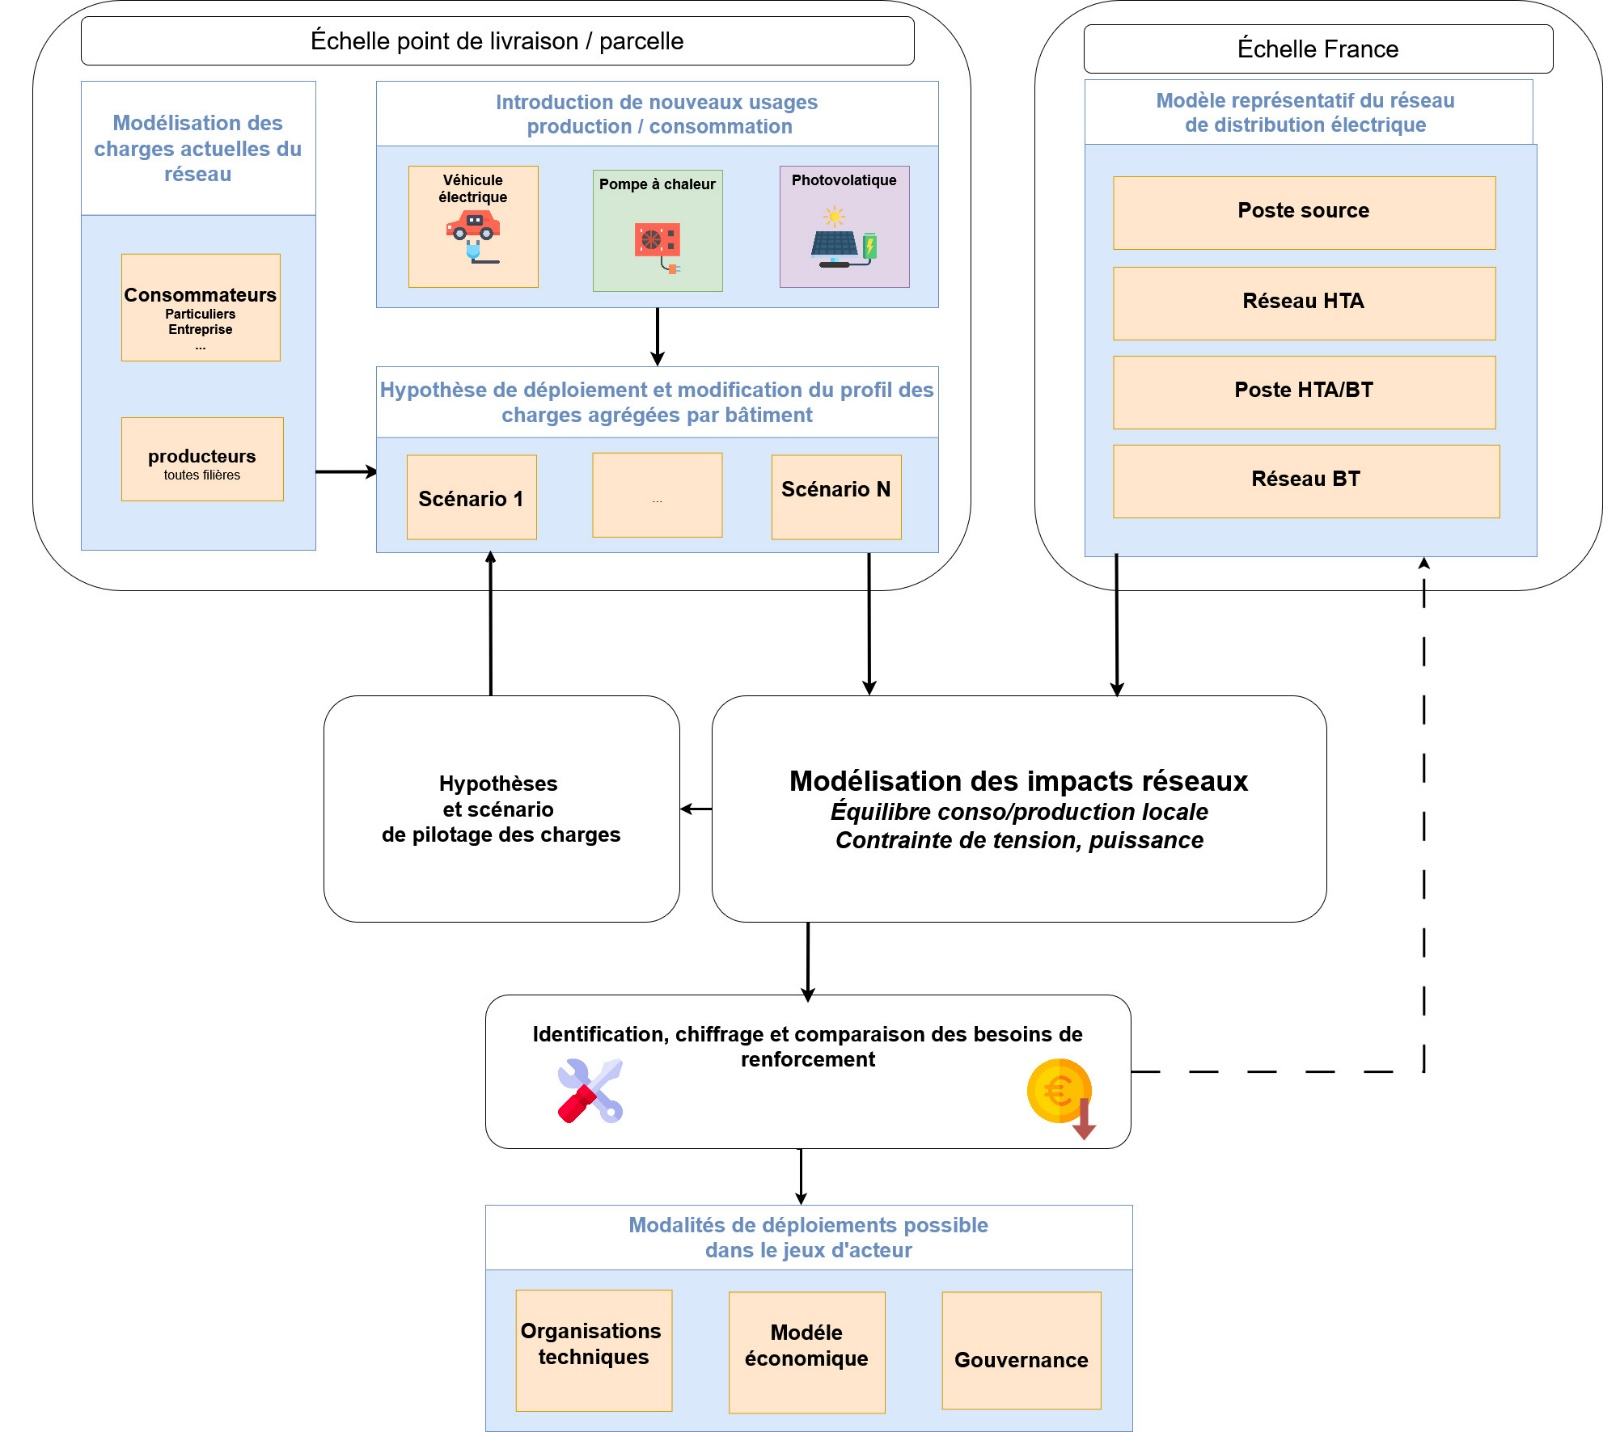 Échelle point de livraison / parcelle
Modélisation des
charges actuelles du
réseau
Consommateurs
Particuliers
Entreprise
...
producteurs
toutes filières
Introduction de nouveaux usages
production / consommation
Véhicule
électrique
Pompe à chaleur
Photovolatique
Hypothèse de déploiement et modification du profil des
charges agrégées par bâtiment
Scénario 1
...
Scénario N
Échelle France
Modèle représentatif du réseau
de distribution électrique
Poste source
Réseau HTA
Poste HTA/BT
Réseau BT
Hypothèses
et scénario
de pilotage des charges
Modélisation des impacts réseaux
Équilibre conso/production locale
Contrainte de tension, puissance
Identification, chiffrage et comparaison des besoins de
renforcement
€
Modalités de déploiements possible
dans le jeux d'acteur
Organisations
techniques
Modéle
économique
Gouvernance